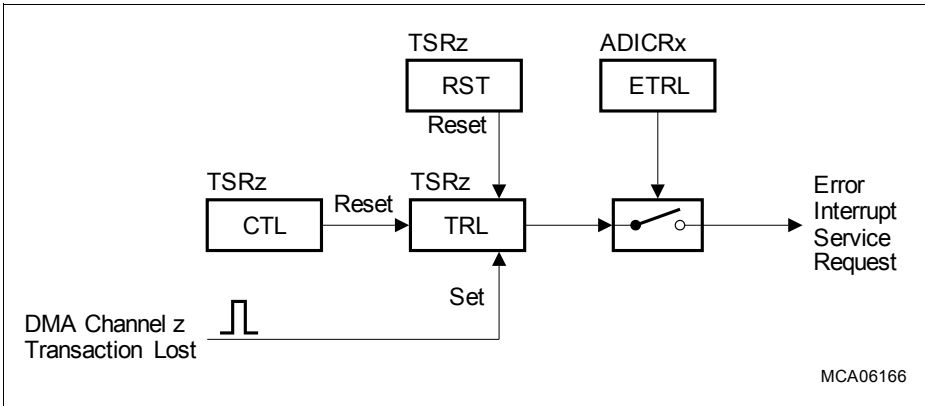 TSRz
ADICRx
RST
ETRL
Reset
TSRz
TSRz
Reset
CTL
TRL
Error
Interrupt
Service
Request
Set
DMA Channel z
Transaction Lost
MCA06166